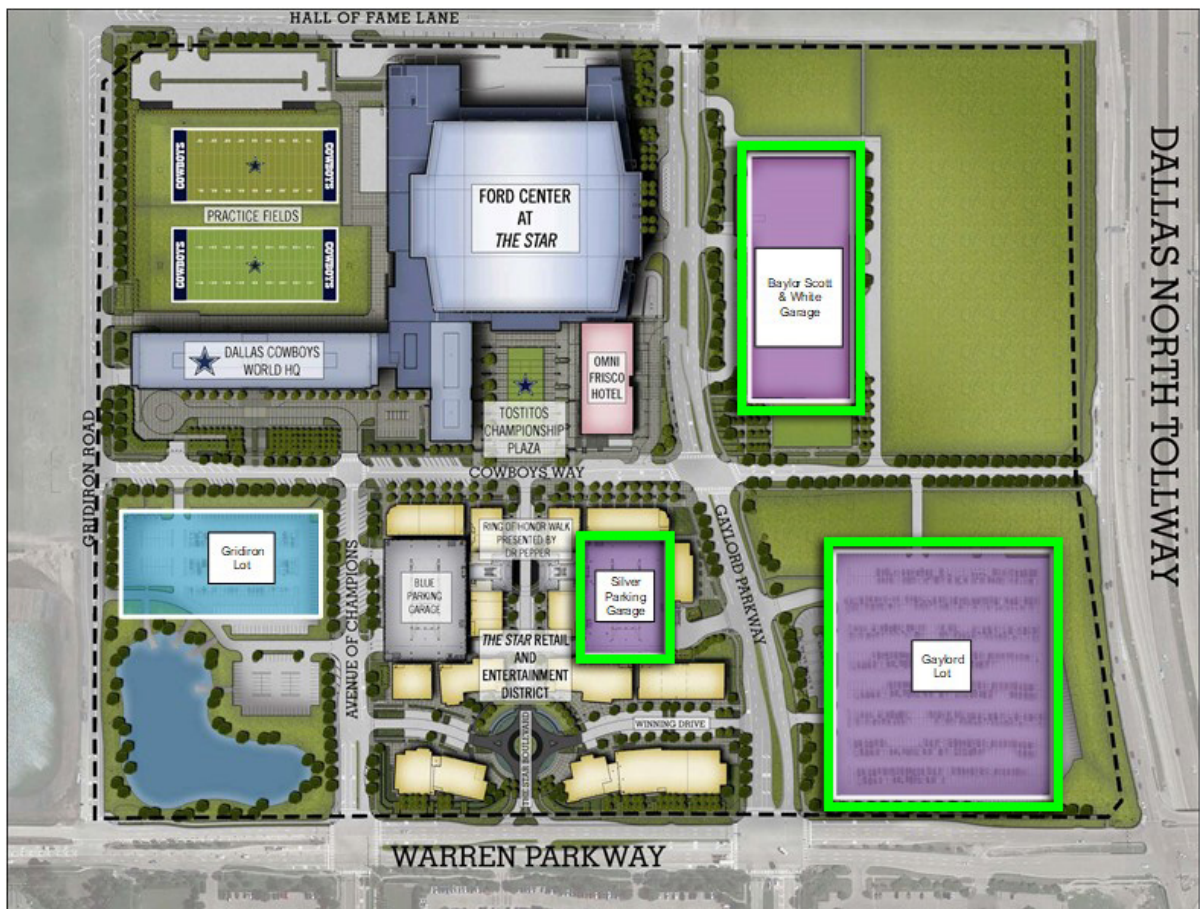 HALL OF FAME LANE
COWBOYS
COWBOYS
PRACTICE FIELDS
COWBOYS
COWBOYS
FORD CENTER
AT
THE STAR
Baylor Scott
& White
Garage
DALLAS NORTH TOLLWAY
DALLAS COWBOYS
WORLD HQ
OMNI
FRISCO
HOTEL
TOSTITOS
CHAMPIONSHIP
PLAZA
GRIDIRON ROAD
COWBOYS WAY
Gridiron
Lot
AVENUE OF CHAMPIONS
BLUE
PARKING
GARAGE
RING OF HONOR WALK
PRESENTED BY
DR PEPPER
Silver
Parking
Garage
GAYLORD PARKWAY
THE STAR RETAIL
AND
ENTERTAINMENT
DISTRICT
Gaylord
Lot
WINNING DRIVE
THE STAR BOULEVARD
WARREN PARKWAY